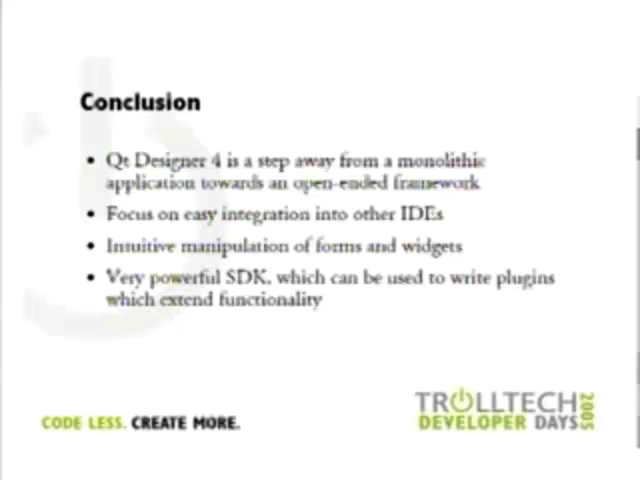 Conclusion
• Qt Designer 4 is a step away from a monolithic
application towards an open-ended framework
• Focus on easy integration into other IDEs
• Intuitive manipulation of forms and widgets
• Very powerful SDK, which can be used to write plugins
which extend functionality
CODE LESS. CREATE MORE.
TROLLTECH
DEVELOPER DAYS
2005